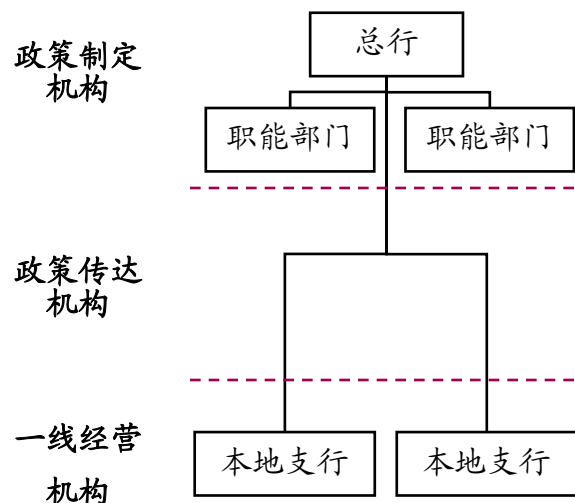 总行
政策制定
机构
职能部门
职能部门
政策传达
机构
一线经营
机构
本地支行
本地支行